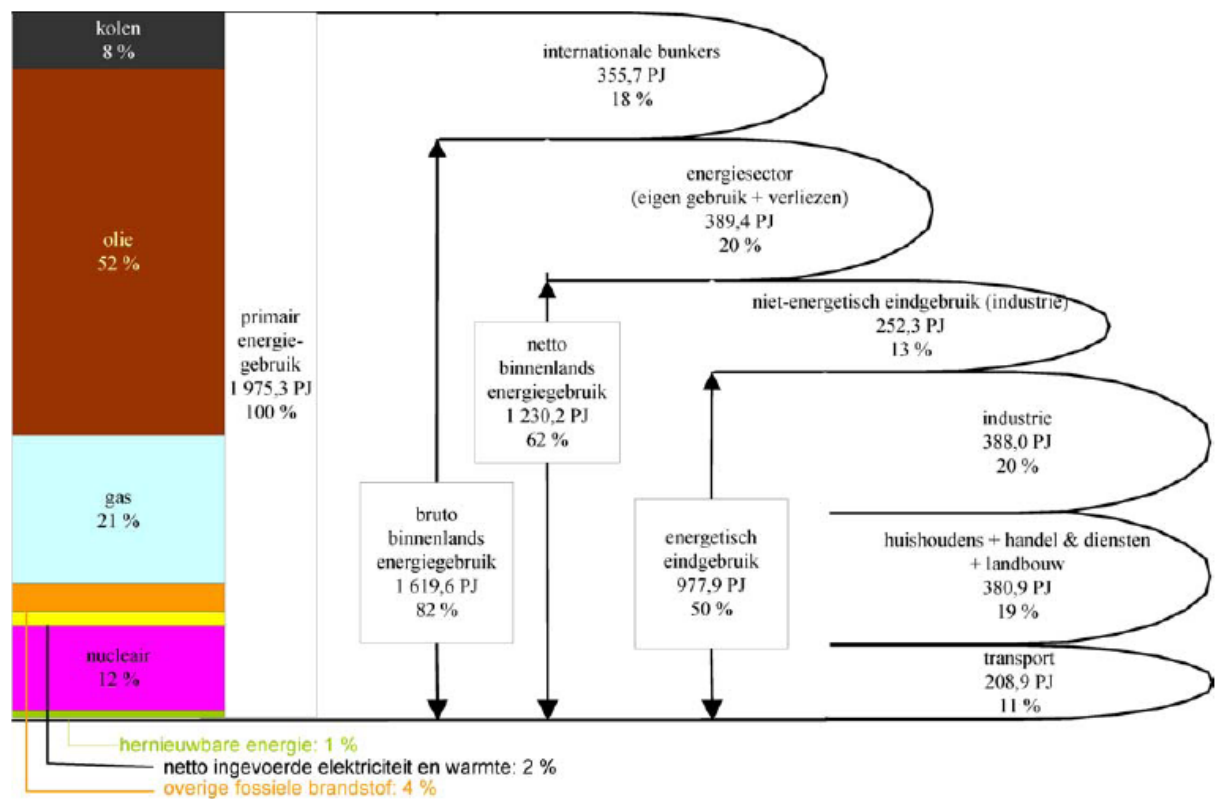 kolen
8 %
olie
52 %
gas
21 %
nucleair
12 %
primair
energie-
gebruik
1 975,3 PJ
100 %
internationale bunkers
355,7 PJ
18 %
energiesector
(eigen gebruik + verliezen)
389,4 PJ
20 %
niet-energetisch eindgebruik (industrie)
252,3 PJ
13 %
netto
binnenlands
energiegebruik
1 230,2 PJ
62 %
bruto
binnenlands
energiegebruik
1 619,6 PJ
82 %
energetisch
eindgebruik
977,9 PJ
50 %
industrie
388,0 PJ
20 %
huishoudens + handel & diensten
+ landbouw
380,9 PJ
19 %
transport
208,9 PJ
11 %
hernieuwbare energie: 1 %
netto ingevoerde elektriciteit en warmte: 2 %
overige fossiele brandstof: 4 %